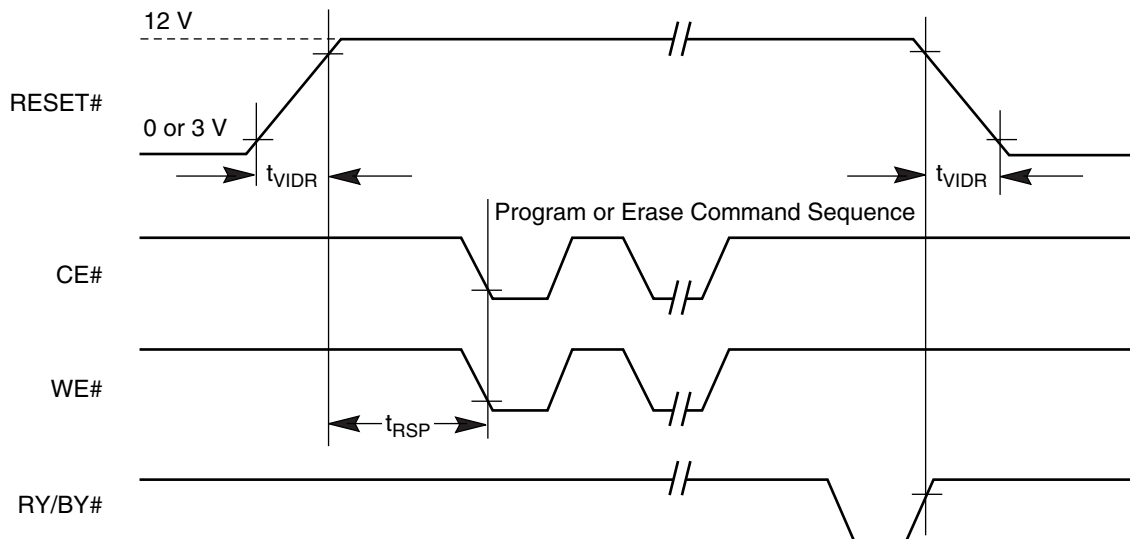 12 V
RESET#
0 or 3 V
tVIDR
tVIDR
Program or Erase Command Sequence
CE#
WE#
tRSP
RY/BY#